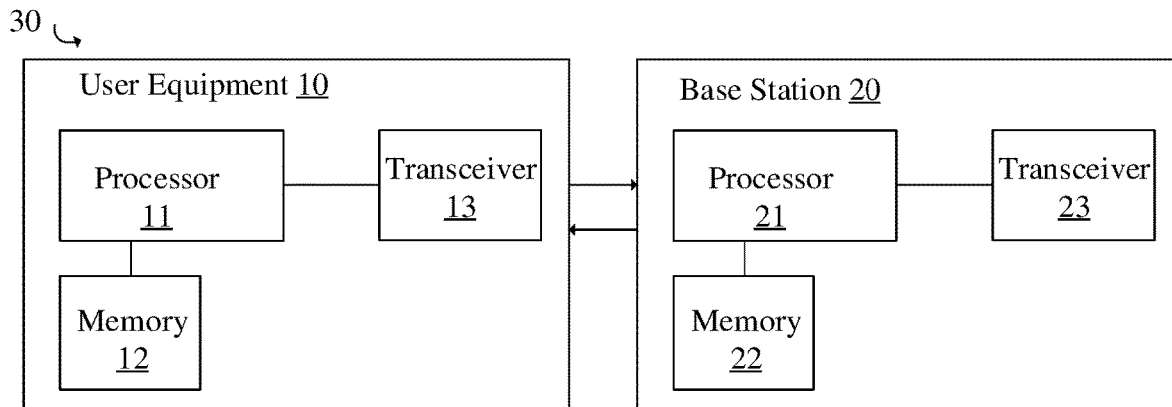 30
User Equipment 10
Processor
11
Transceiver
13
Memory
12
Base Station 20
Processor
21
Transceiver
23
Memory
22